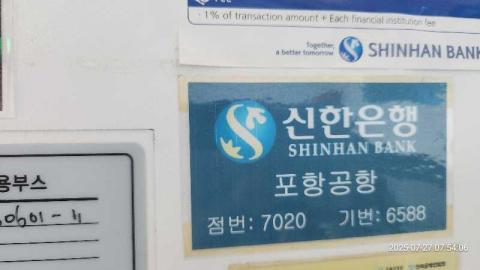 · 1% of transaction amount + Each financial institution fee
Together,
a better tomorrow
SHINHAN BANK
신한은행
SHINHAN BANK
포항공항
점번: 7020 기번: 6588
용부스
2025-07-27 07:54:06